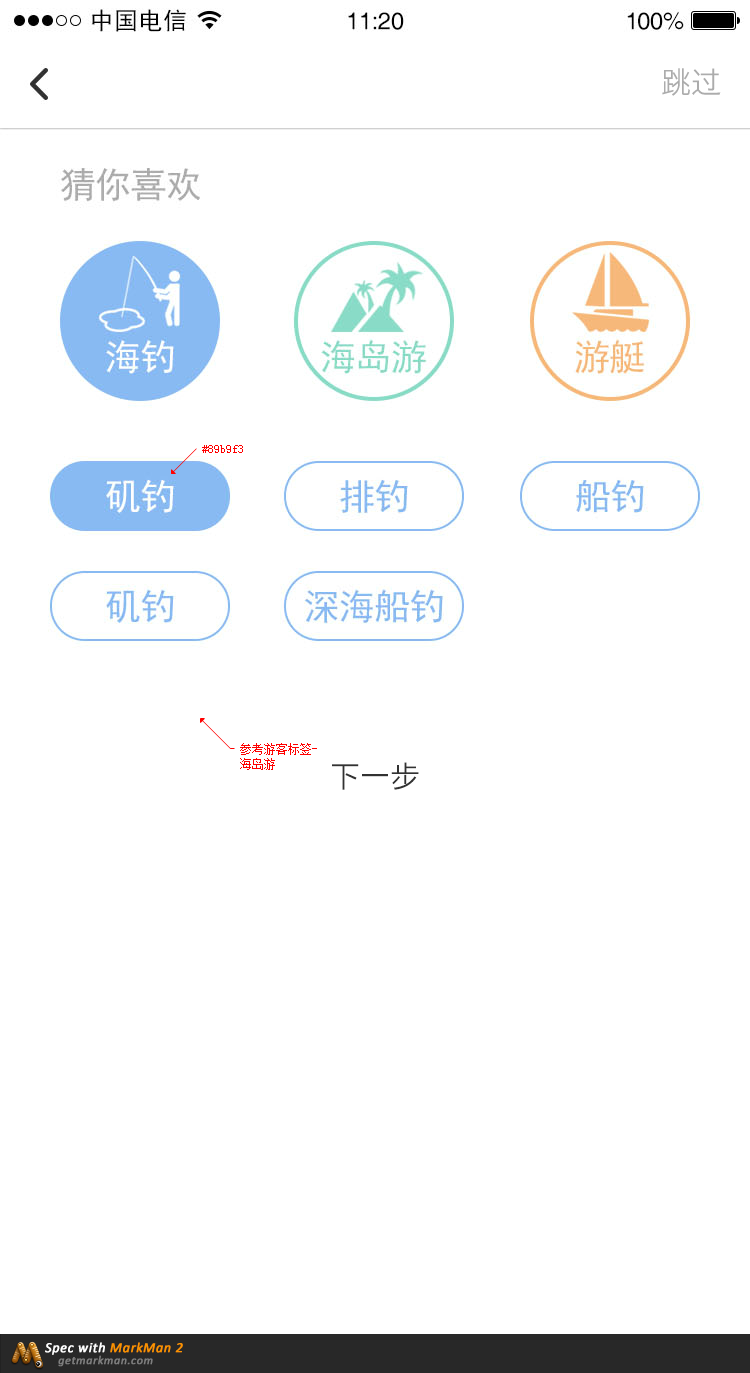 中国电信
11:20
100%
跳过
猜你喜欢
海钓
海岛游
游艇
#89b9f3
矶钓
排钓
船钓
矶钓
深海船钓
参考游客标签-
海岛游
下一步
Spec with MarkMan 2
getmarkman.com